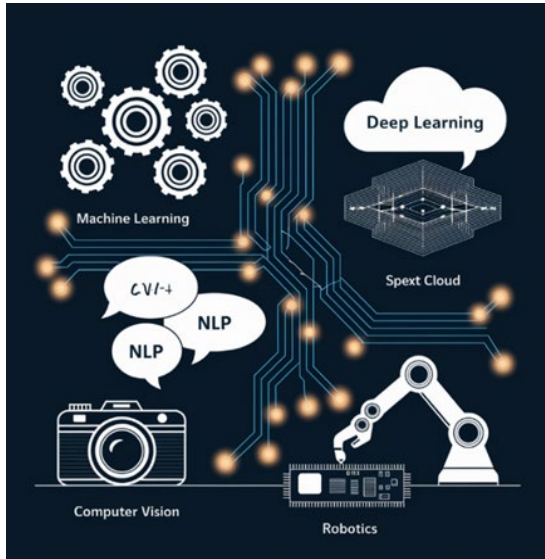 Deep Learning
Machine Learning
Spext Cloud
NLP
NLP
Computer Vision
Robotics